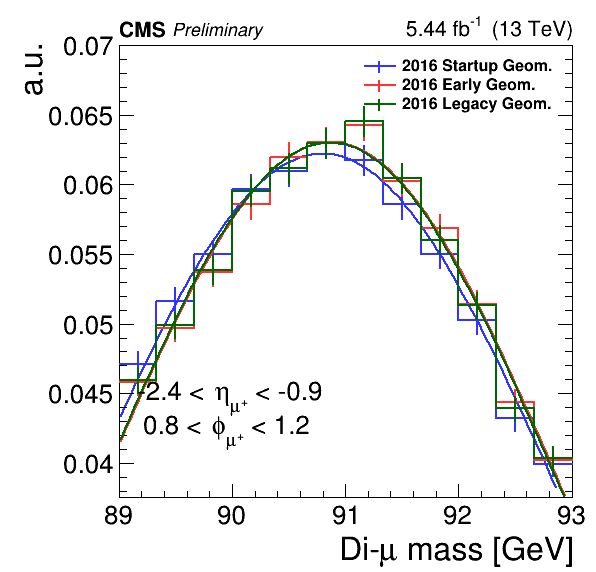 CMS Preliminary 5.44 fb⁻¹ (13 TeV)
a.u.
0.07
0.065
0.06
0.055
0.05
0.045
0.04
2016 Startup Geom.
2016 Early Geom.
2016 Legacy Geom.
-2.4 < η_μ⁺ < -0.9
0.8 < ϕ_μ⁺ < 1.2
89 90 91 92 93
Di-μ mass [GeV]